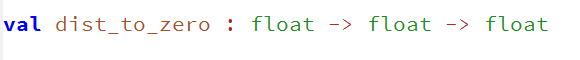 val dist_to_zero : float -> float -> float